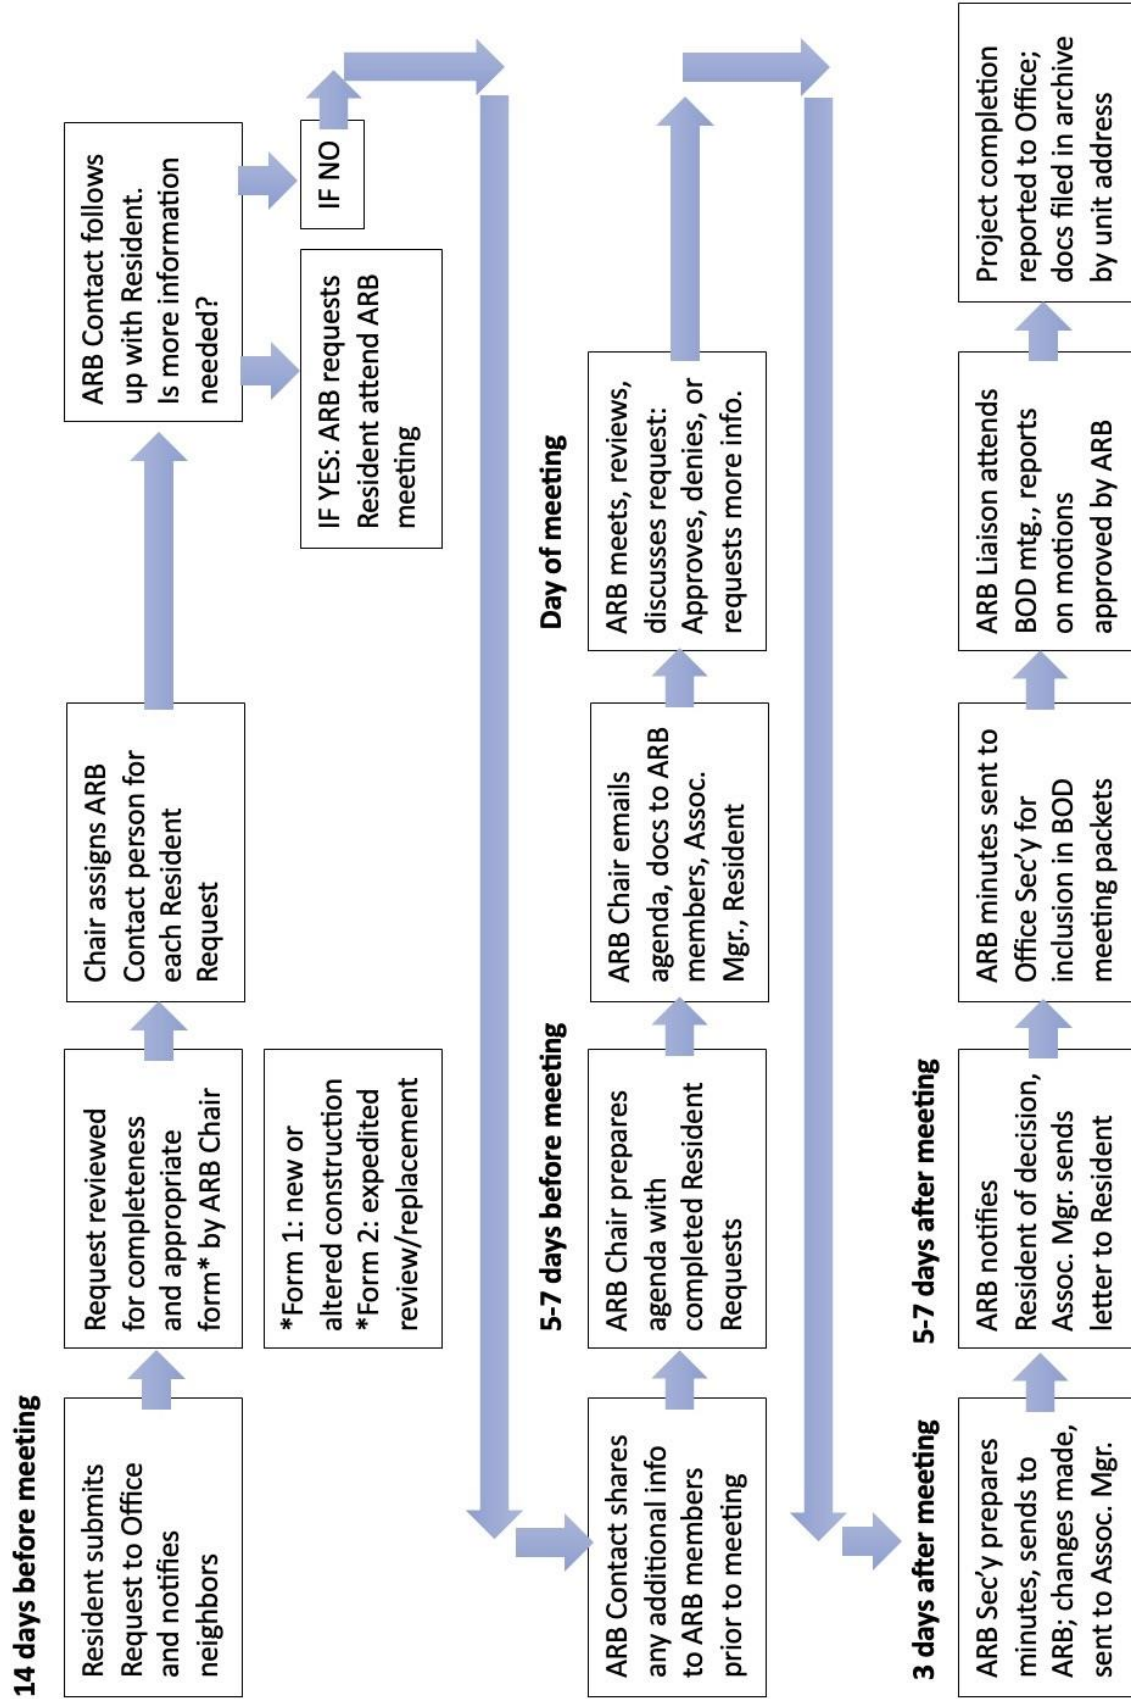 14 days before meeting
Resident submits
Request to Office
and notifies
neighbors
Request reviewed
for completeness
and appropriate
form* by ARB Chair
*Form 1: new or
altered construction
*Form 2: expedited
review/replacement
Chair assigns ARB
Contact person for
each Resident
Request
ARB Contact follows
up with Resident.
Is more information
needed?
IF YES: ARB requests
Resident attend ARB
meeting
IF NO
ARB Contact shares
any additional info
to ARB members
prior to meeting
5-7 days before meeting
ARB Chair prepares
agenda with
completed Resident
Requests
ARB Chair emails
agenda, docs to ARB
members, Assoc.
Mgr., Resident
Day of meeting
ARB meets, reviews,
discusses request:
Approves, denies, or
requests more info.
3 days after meeting
ARB Sec’y prepares
minutes, sends to
ARB; changes made,
sent to Assoc. Mgr.
5-7 days after meeting
ARB notifies
Resident of decision,
Assoc. Mgr. sends
letter to Resident
ARB minutes sent to
Office Sec’y for
inclusion in BOD
meeting packets
ARB Liaison attends
BOD mtg., reports
on motions
approved by ARB
Project completion
reported to Office;
docs filed in archive
by unit address